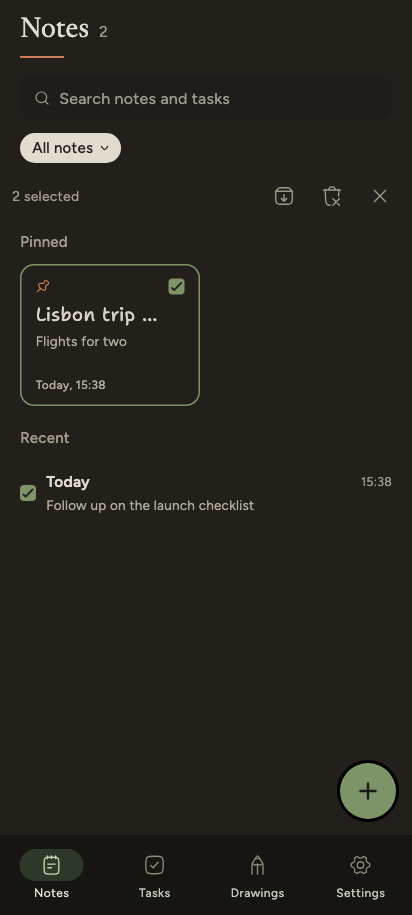 Notes 2
Search notes and tasks
All notes
2 selected
Pinned
Lisbon trip ...
Flights for two
Today, 15:38
Recent
Today 15:38
Follow up on the launch checklist
Notes Tasks Drawings Settings